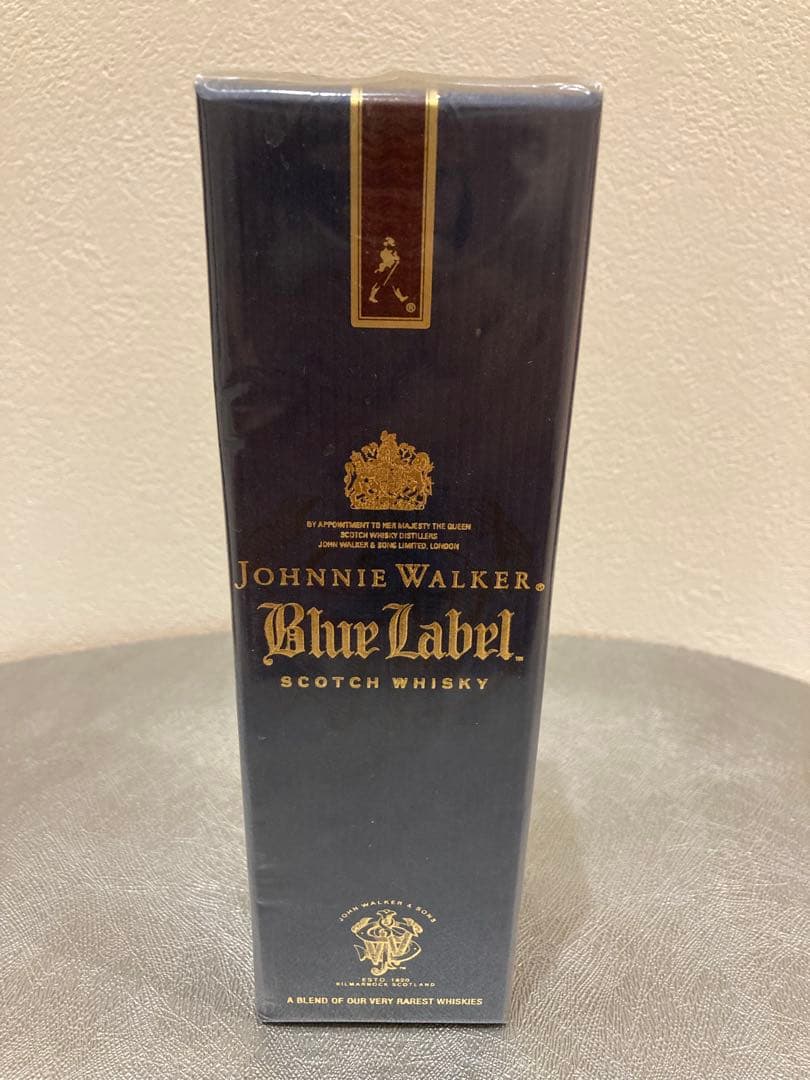 ®
BY APPOINTMENT TO HER MAJESTY THE QUEEN
SCOTCH WHISKY DISTILLERS
JOHN WALKER & SONS LIMITED, LONDON
JOHNNIE WALKER®
Blue Label™
SCOTCH WHISKY
JOHN WALKER & SONS
ESTD. 1820
KILMARNOCK SCOTLAND
A BLEND OF OUR VERY RAREST WHISKIES